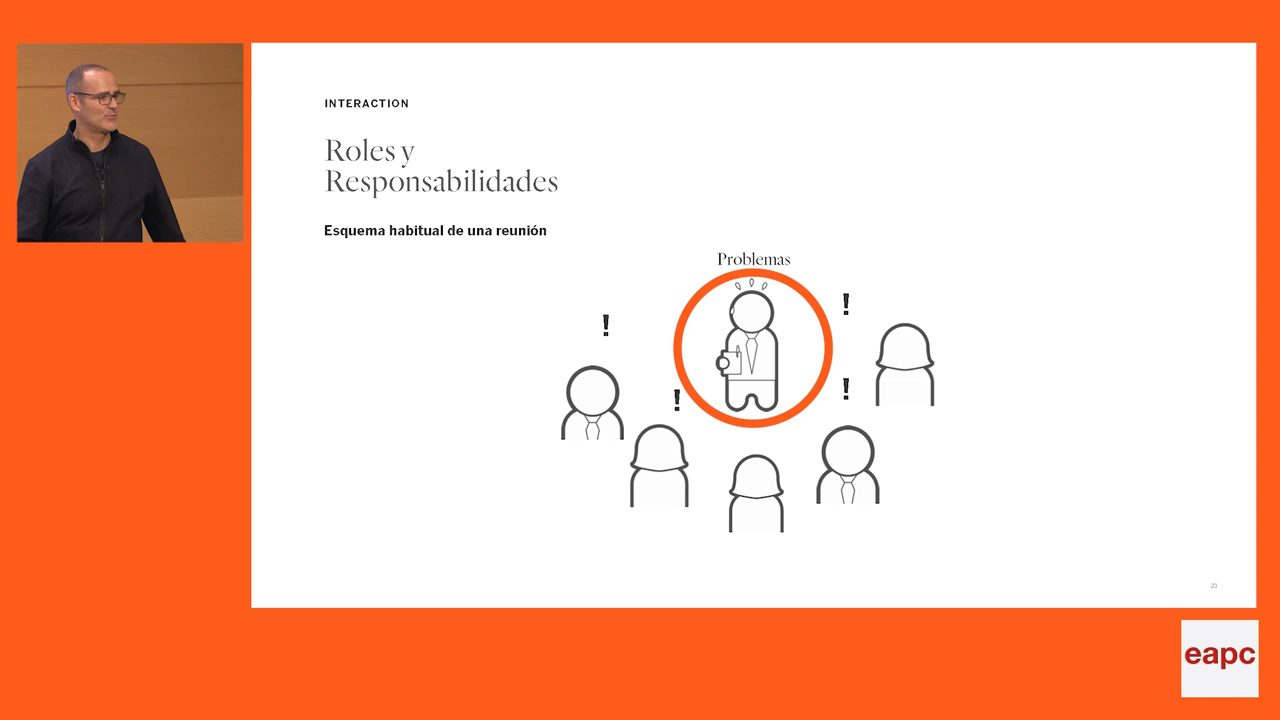 INTERACTION
Roles y
Responsabilidades
Esquema habitual de una reunión
Problemas
!
!
!
!
21
eapc